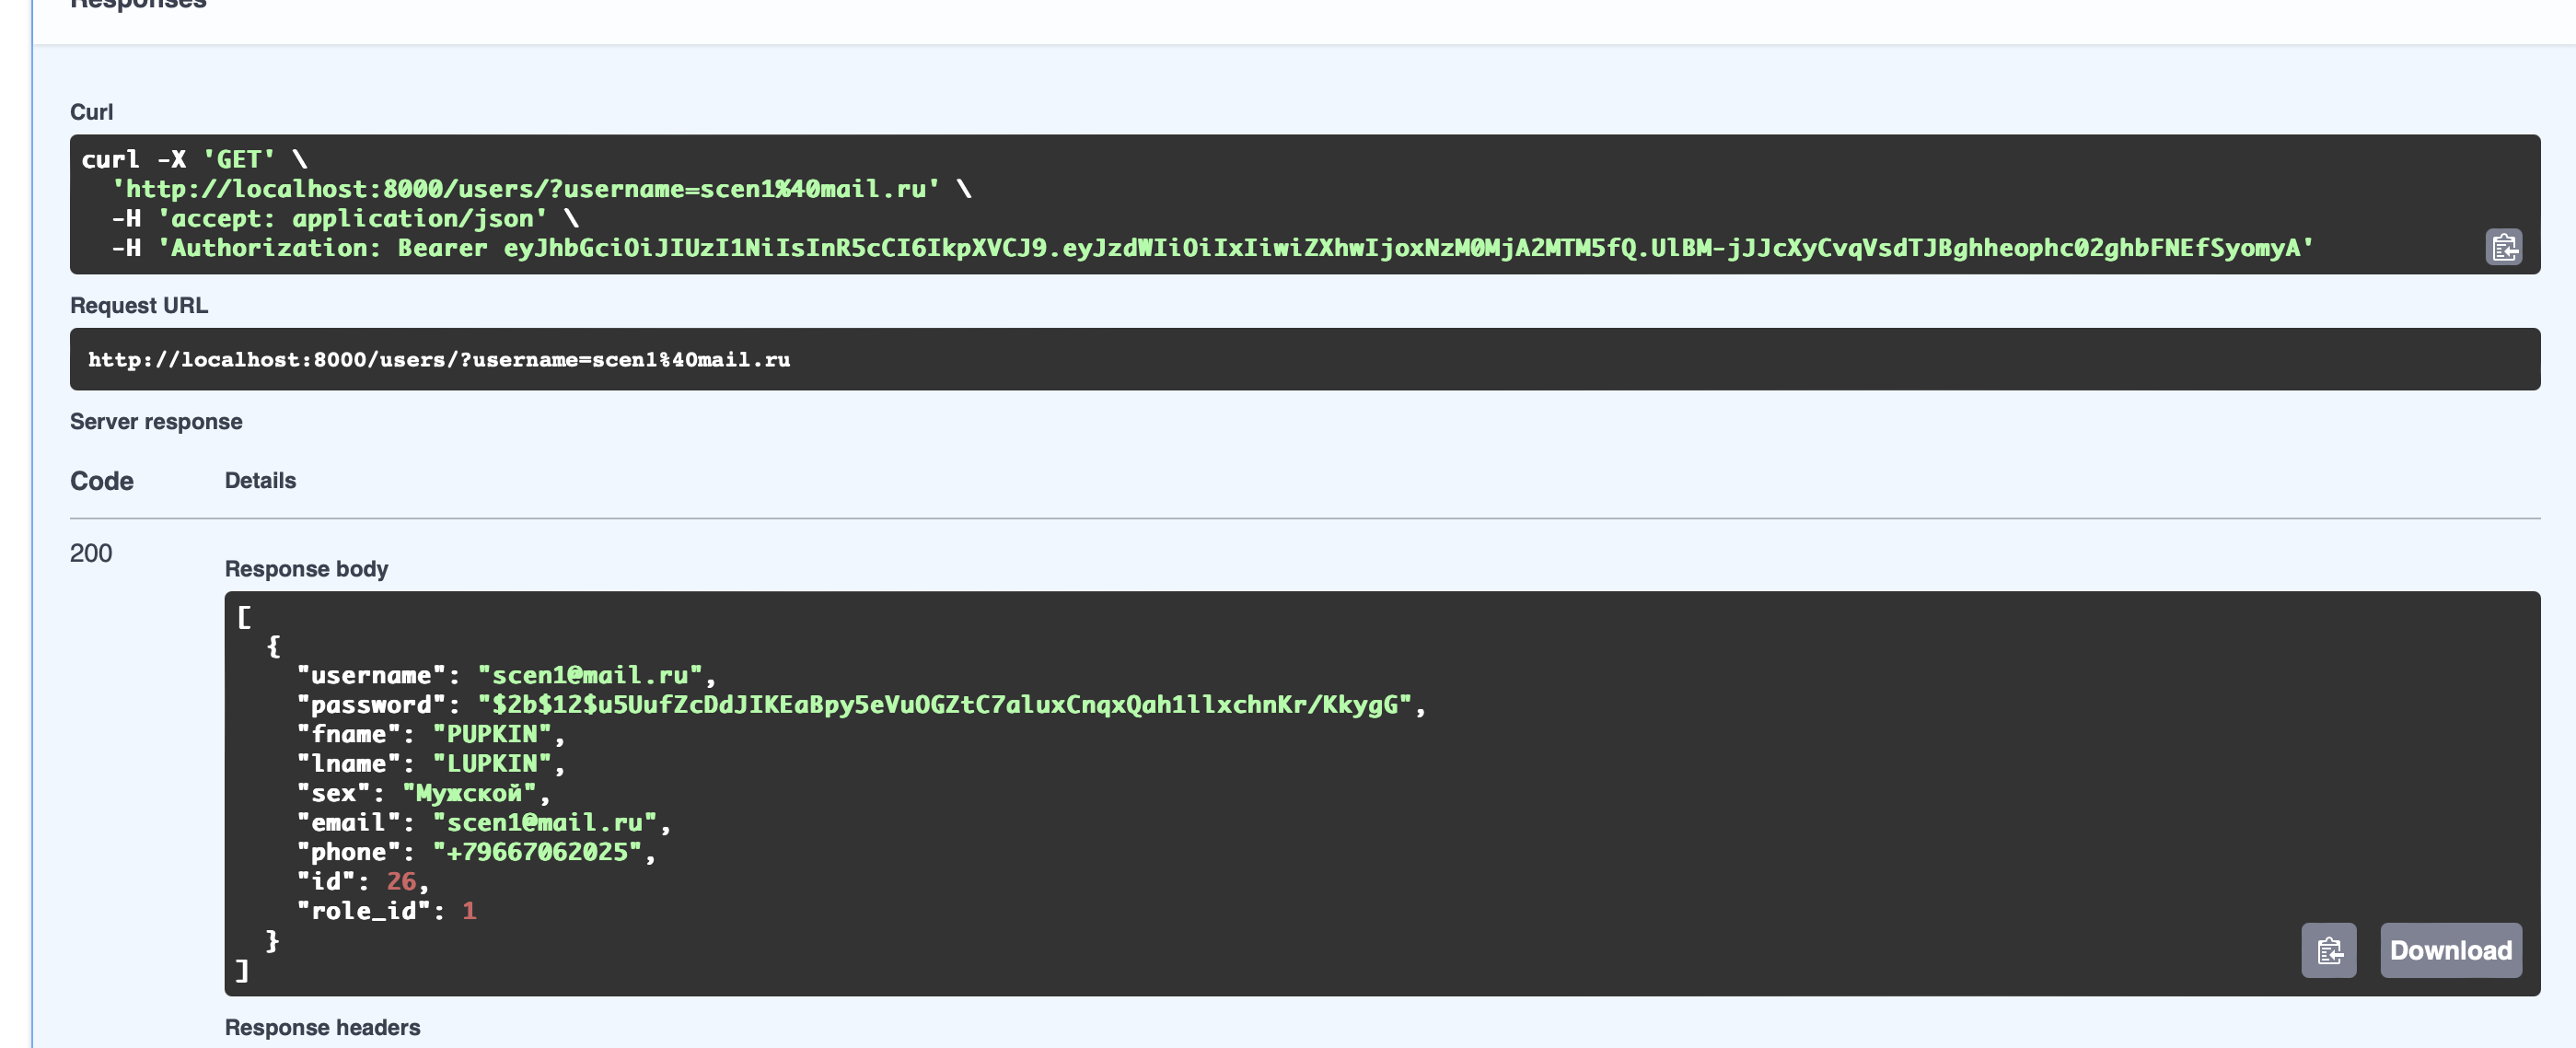 Responses
Curl
curl -X 'GET' \
'http://localhost:8000/users/?username=scen1%40mail.ru' \
-H 'accept: application/json' \
-H 'Authorization: Bearer eyJhbGciOiJIUzI1NiIsInR5cCI6IkpXVCJ9.eyJzdWIiOiIxIiwiZXhwIjoxNzM0MjA2MTM5fQ.UlBM-jJJcXyCvqVsdTJBghheophc02ghbFNEfSyomyA'
Request URL
http://localhost:8000/users/?username=scen1%40mail.ru
Server response
Code Details
200
Response body
[
{
"username": "scen1@mail.ru",
"password": "$2b$12$u5UufZcDdJIKEaBpy5eVuOGZtC7aluxCnqxQah1llxchnKr/KkygG",
"fname": "PUPKIN",
"lname": "LUPKIN",
"sex": "Мужской",
"email": "scen1@mail.ru",
"phone": "+79667062025",
"id": 26,
"role_id": 1
}
]
Download
Response headers